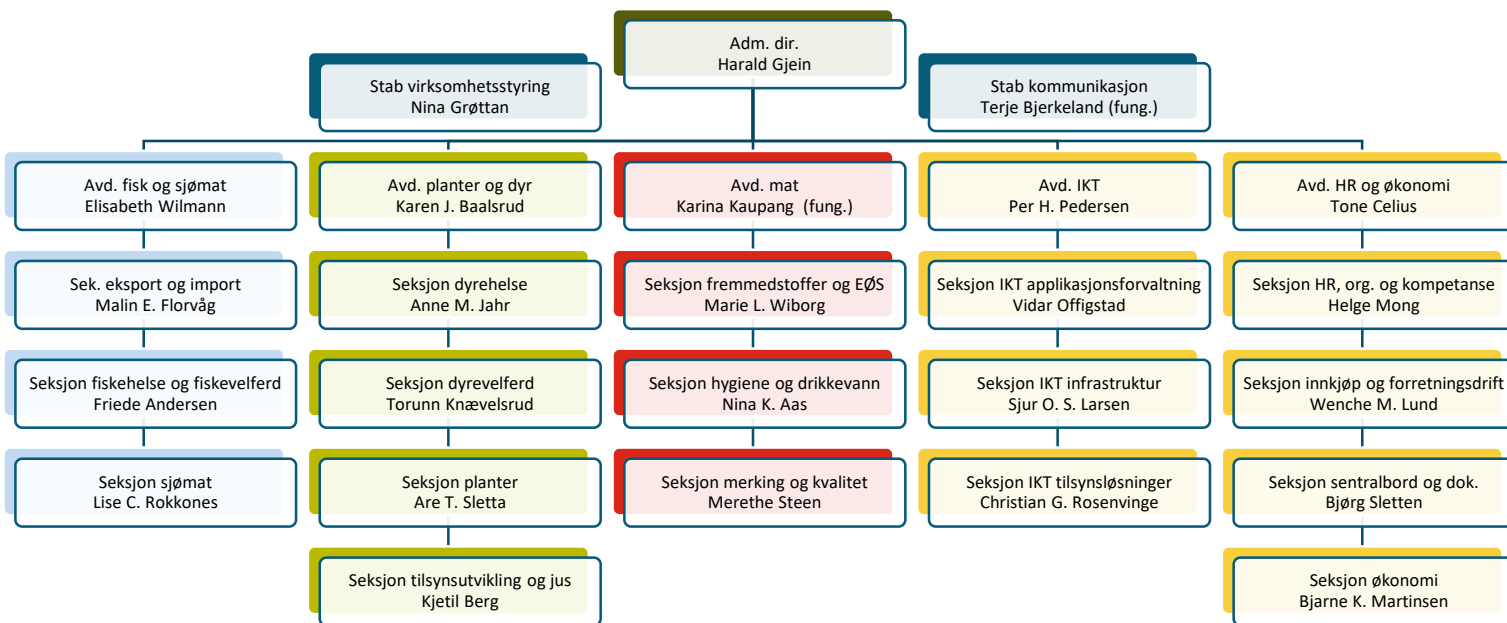 Adm. dir.
Harald Gjein
Stab virksomhetsstyring
Nina Grøttan
Stab kommunikasjon
Terje Bjerkeland (fung.)
Avd. fisk og sjømat
Elisabeth Wilmann
Avd. planter og dyr
Karen J. Baalsrud
Avd. mat
Karina Kaupang (fung.)
Avd. IKT
Per H. Pedersen
Avd. HR og økonomi
Tone Celius
Sek. eksport og import
Malin E. Florvåg
Seksjon dyrehelse
Anne M. Jahr
Seksjon fremmedstoffer og EØS
Marie L. Wiborg
Seksjon IKT applikasjonsforvaltning
Vidar Offigstad
Seksjon HR, org. og kompetanse
Helge Mong
Seksjon fiskehelse og fiskevelferd
Friede Andersen
Seksjon dyrevelferd
Torunn Knævelsrud
Seksjon hygiene og drikkevann
Nina K. Aas
Seksjon IKT infrastruktur
Sjur O. S. Larsen
Seksjon innkjøp og forretningsdrift
Wenche M. Lund
Seksjon sjømat
Lise C. Rokkones
Seksjon planter
Are T. Sletta
Seksjon merking og kvalitet
Merethe Steen
Seksjon IKT tilsynsløsninger
Christian G. Rosenvinge
Seksjon sentralbord og dok.
Bjørg Sletten
Seksjon tilsynsutvikling og jus
Kjetil Berg
Seksjon økonomi
Bjarne K. Martinsen